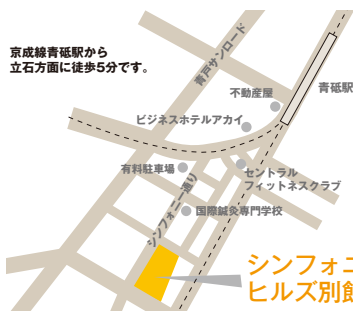 京成線青砥駅から
立石方面に徒歩5分です。
青戸サンロード
不動産屋
青砥駅
ビジネスホテルアカイ
有料駐車場
セントラル
フィットネスクラブ
シンフォニー通り
国際鍼灸専門学校
シンフォニ
ヒルズ別館